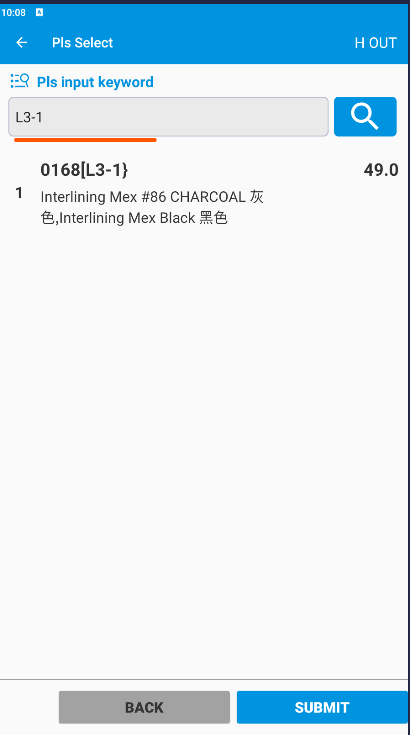 10:08 A
Pls Select
H OUT
Pls input keyword
L3-1
0168[L3-1}
49.0
1
Interlining Mex #86 CHARCOAL 灰
色,Interlining Mex Black 黑色
BACK
SUBMIT